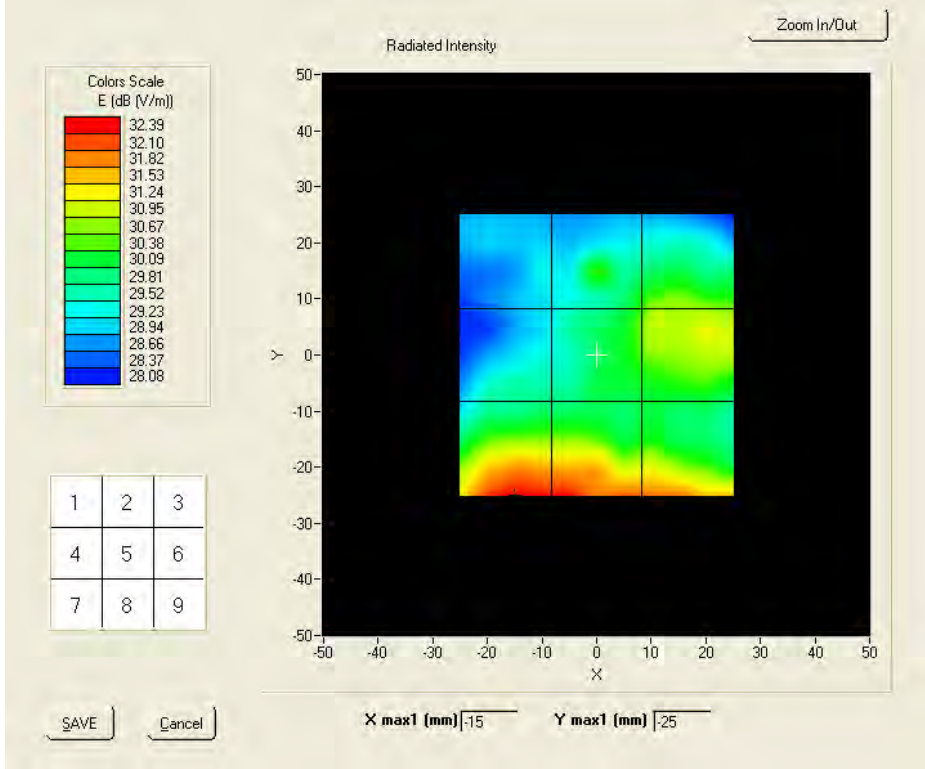 Zoom In/Out
Radiated Intensity
Colors Scale
E (dB (V/m))
32.39
32.10
31.82
31.53
31.24
30.95
30.67
30.38
30.09
29.81
29.52
29.23
28.94
28.66
28.37
28.08
1 2 3
4 5 6
7 8 9
50
40
30
20
10
Y 0
-10
-20
-30
-40
-50
-50 -40 -30 -20 -10 0 10 20 30 40 50
X
SAVE Cancel
X max1 (mm) -15 Y max1 (mm) -25